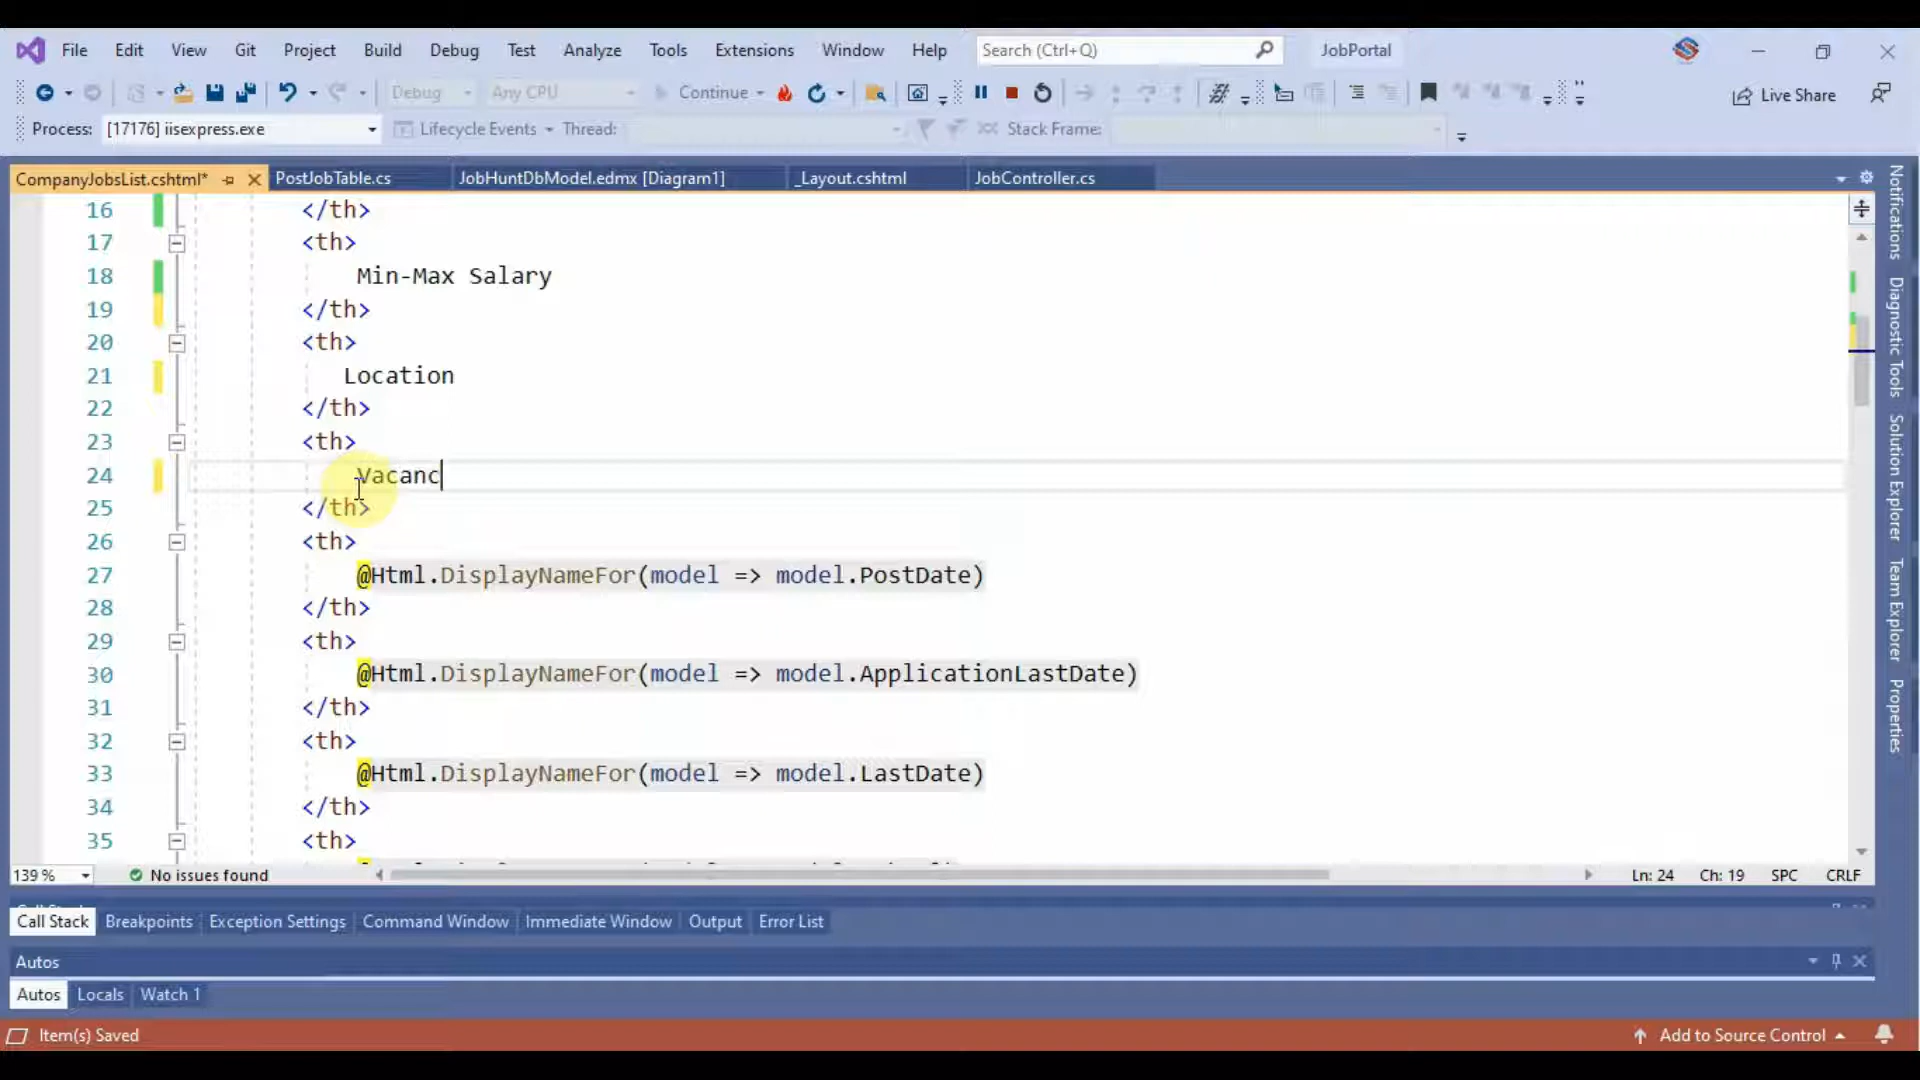 File Edit View Git Project Build Debug Test Analyze Tools Extensions Window Help Search (Ctrl+Q) JobPortal
Debug Any CPU Continue Live Share
Process: [17176] iisexpress.exe Lifecycle Events Thread: Stack Frame:
CompanyJobsList.cshtml* PostJobTable.cs JobHuntDbModel.edmx [Diagram1] _Layout.cshtml JobController.cs
16 </th>
17 <th>
18 Min-Max Salary
19 </th>
20 <th>
21 Location
22 </th>
23 <th>
24 Vacanc
25 </th>
26 <th>
27 @Html.DisplayNameFor(model => model.PostDate)
28 </th>
29 <th>
30 @Html.DisplayNameFor(model => model.ApplicationLastDate)
31 </th>
32 <th>
33 @Html.DisplayNameFor(model => model.LastDate)
34 </th>
35 <th>
139 % No issues found Ln: 24 Ch: 19 SPC CRLF
Call Stack Breakpoints Exception Settings Command Window Immediate Window Output Error List
Autos
Autos Locals Watch 1
Item(s) Saved Add to Source Control
Notifications
Diagnostic Tools
Solution Explorer
Team Explorer
Properties